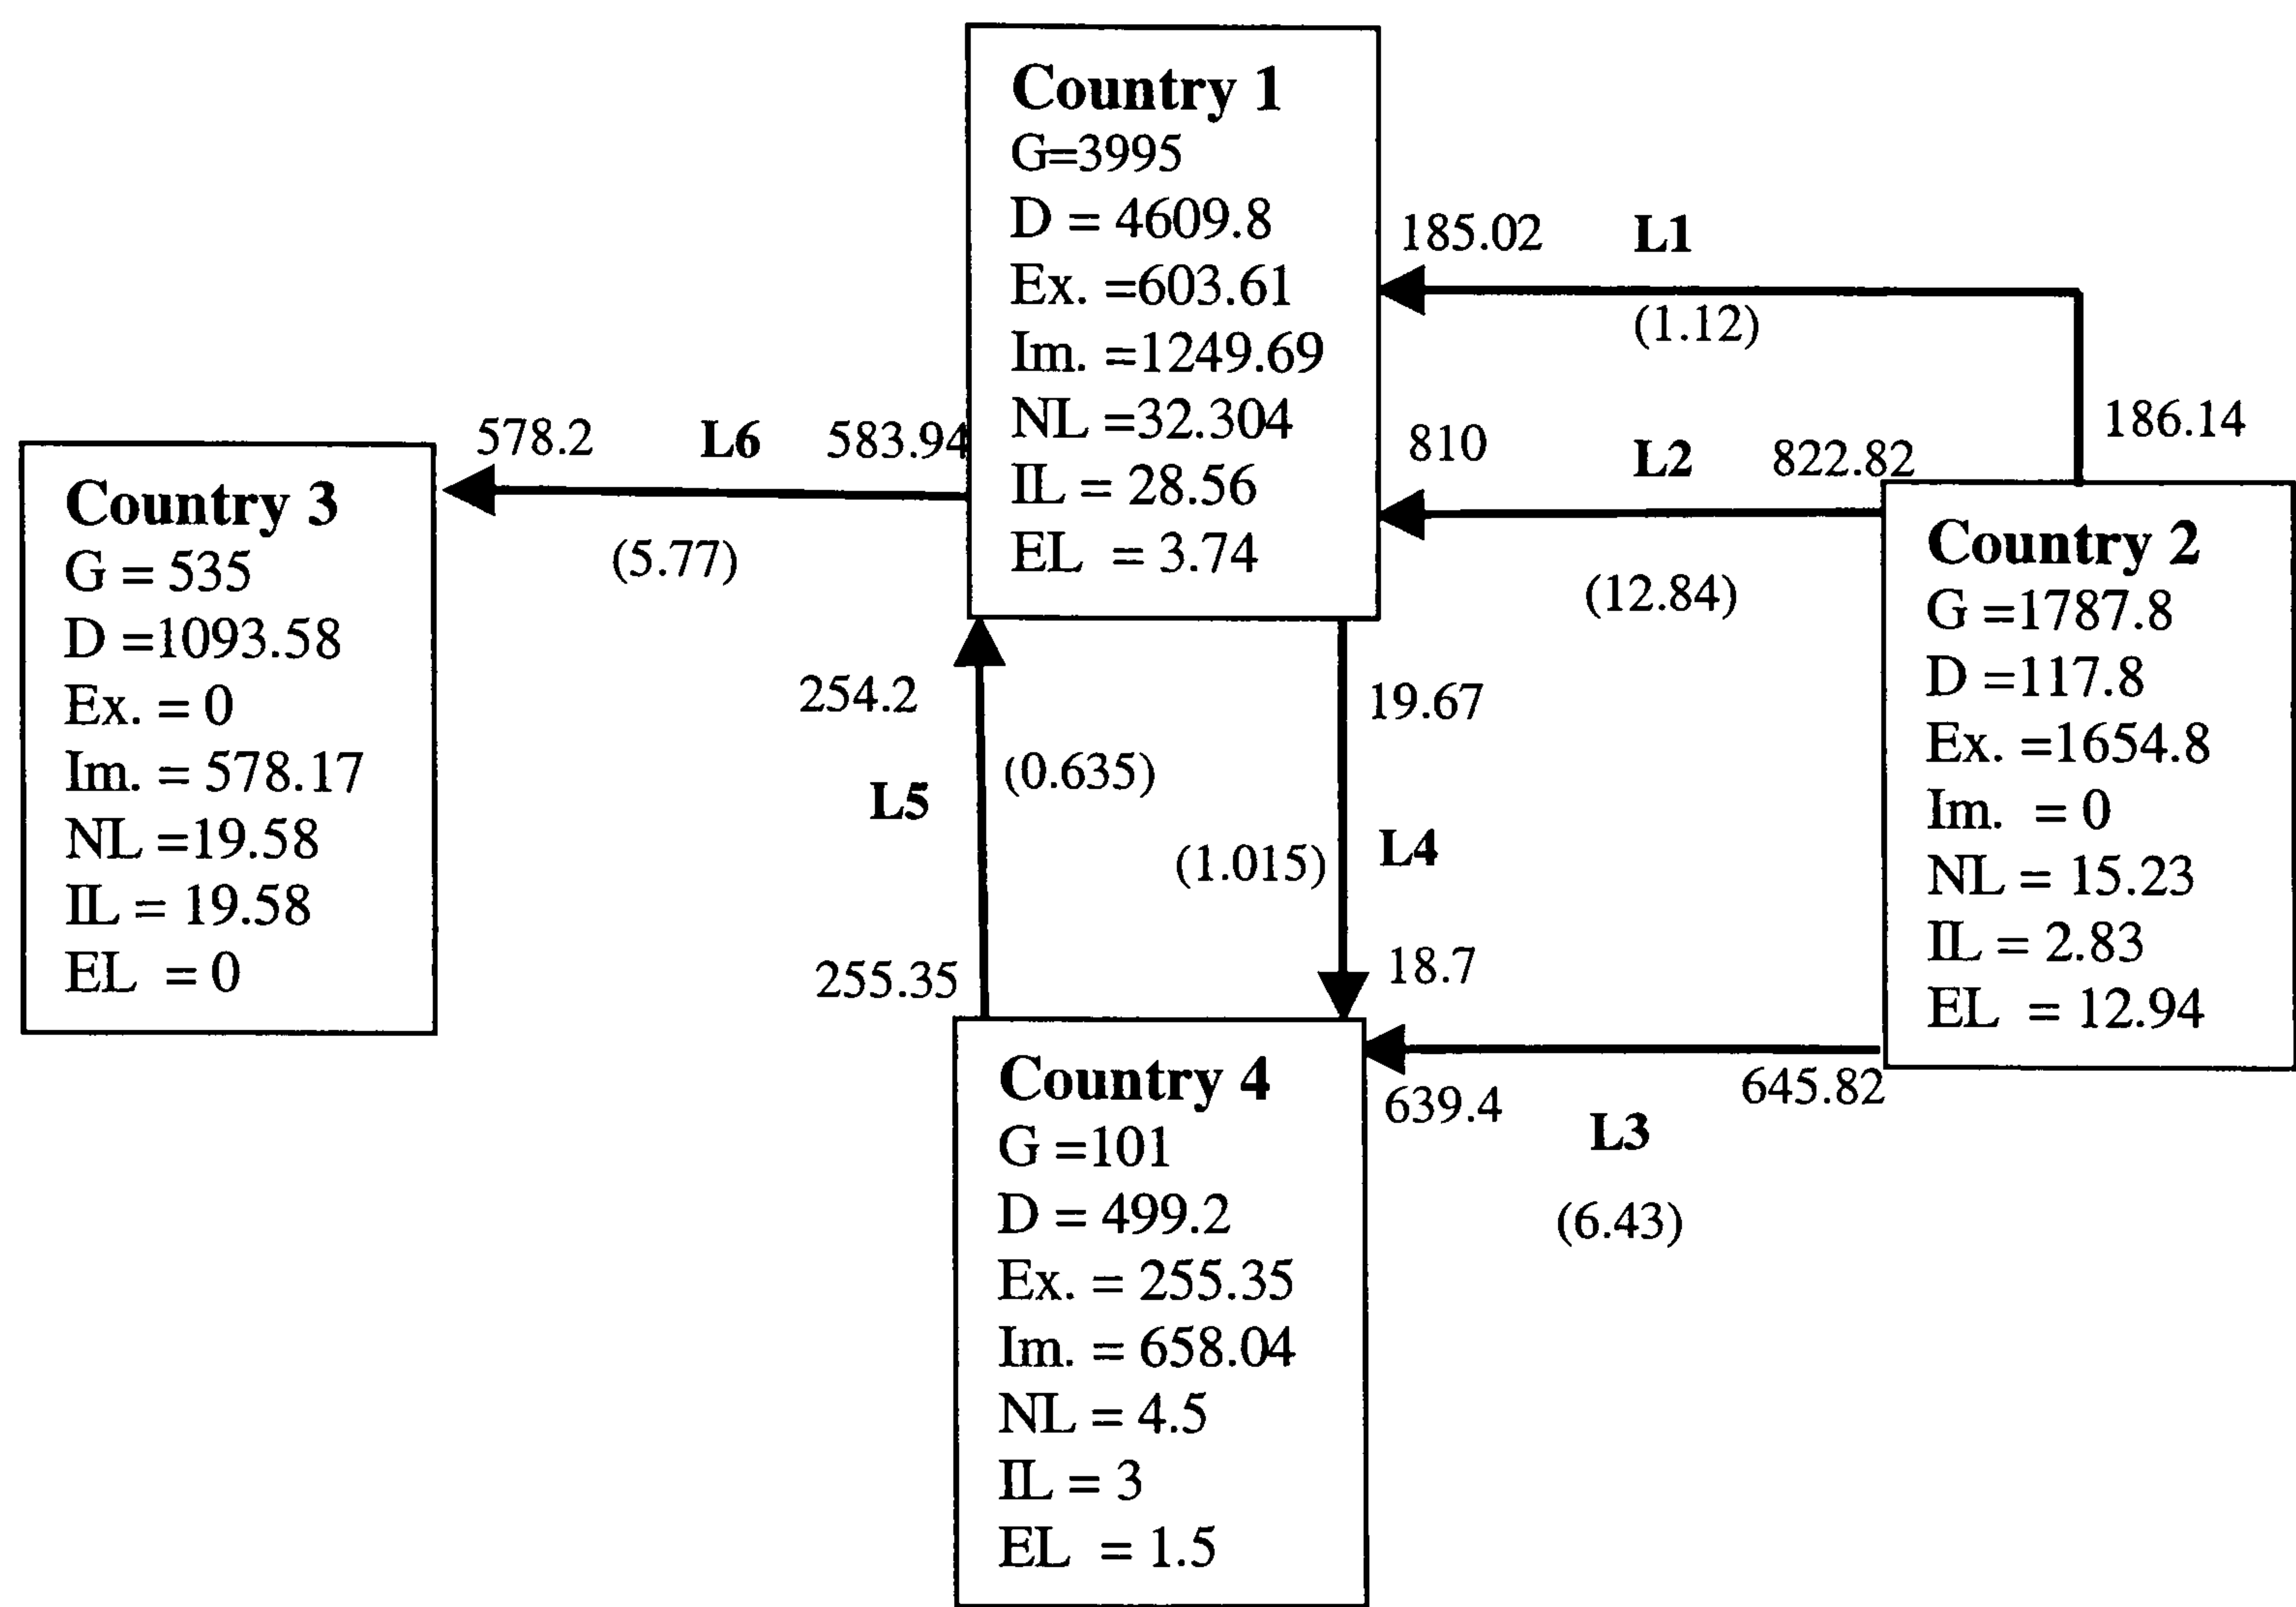 Country 1
G=3995
D = 4609.8
Ex. =603.61
Im. =1249.69
NL =32.304
IL = 28.56
EL = 3.74
185.02 L1
(1.12)
186.14
810 L2 822.82
(12.84)
578.2 L6 583.94
(5.77)
Country 3
G = 535
D =1093.58
Ex. = 0
Im. = 578.17
NL =19.58
IL = 19.58
EL = 0
Country 2
G =1787.8
D =117.8
Ex. =1654.8
Im. = 0
NL = 15.23
IL = 2.83
EL = 12.94
254.2
(0.635)
L5
255.35
19.67
(1.015) L4
18.7
639.4 L3 645.82
(6.43)
Country 4
G =101
D = 499.2
Ex. = 255.35
Im. = 658.04
NL = 4.5
IL = 3
EL = 1.5